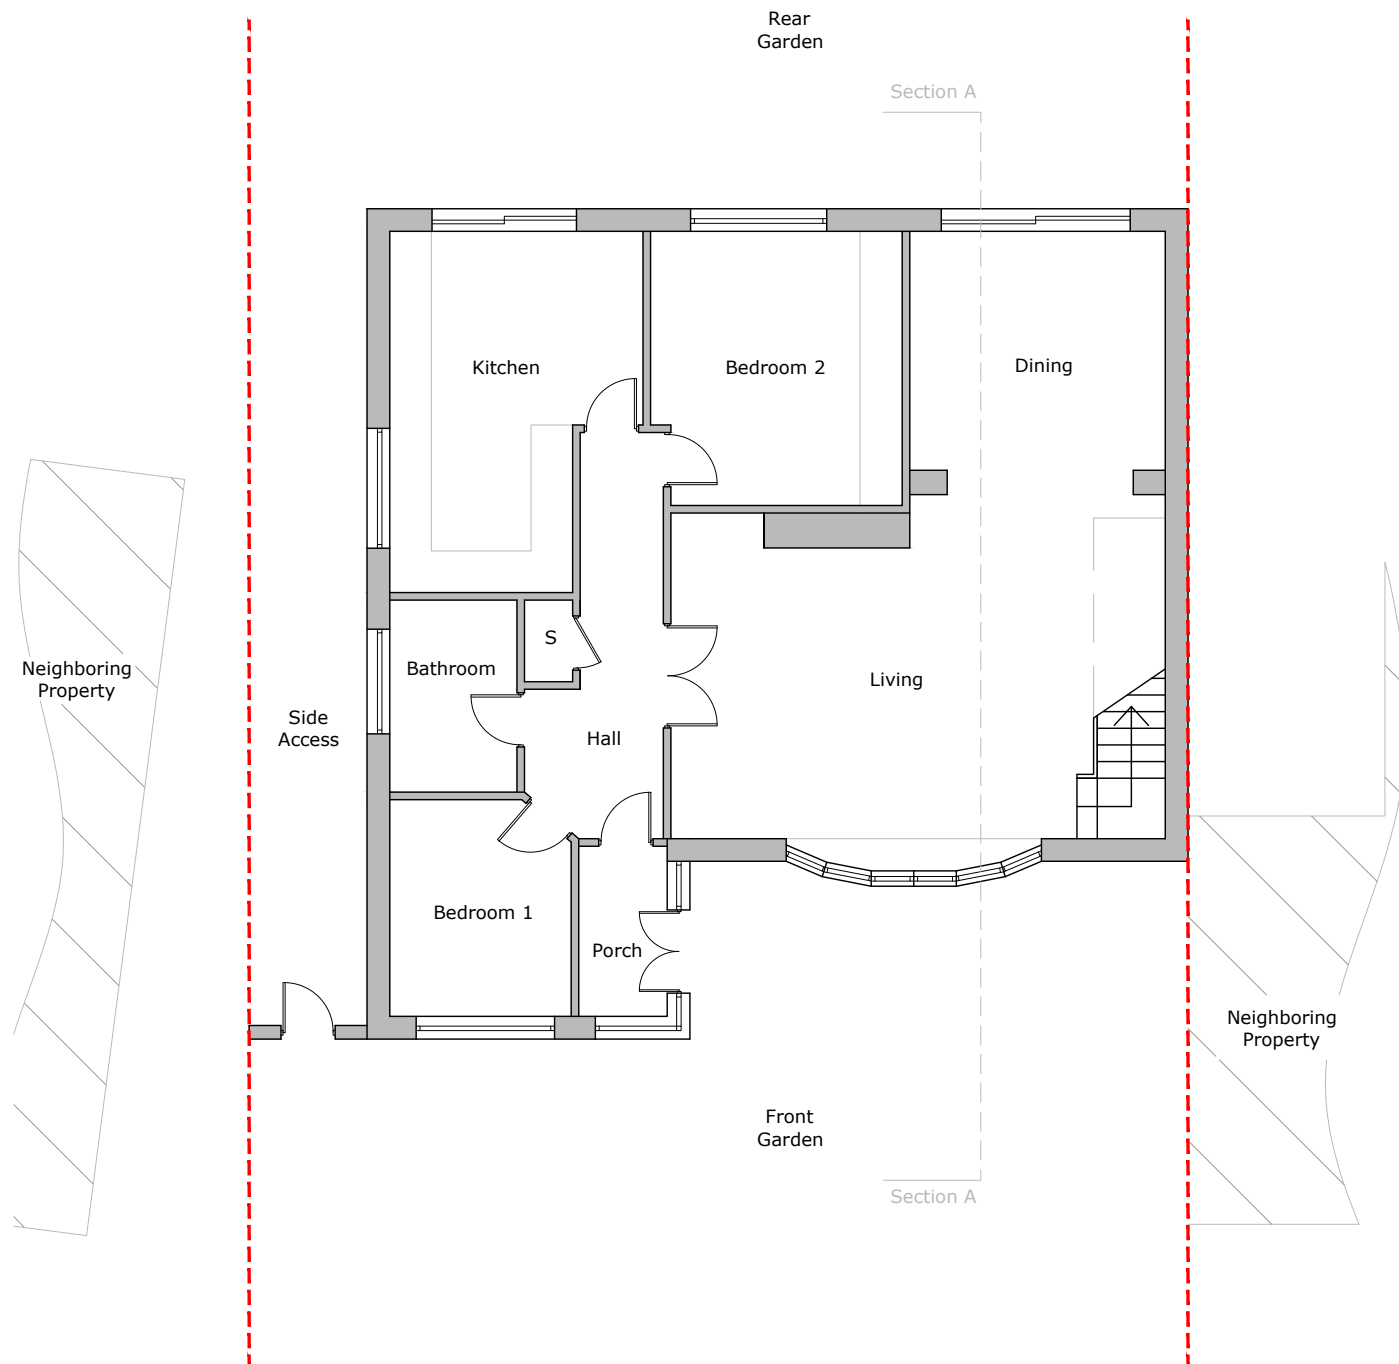 Rear
Garden
Section A
Kitchen
Bedroom 2
Dining
S
Bathroom
Neighboring
Property
Living
Side
Access
Hall
Bedroom 1
Porch
Neighboring
Property
Front
Garden
Section A